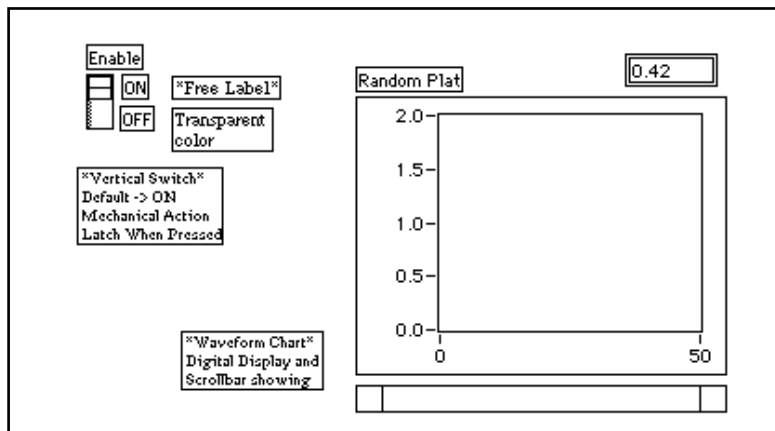 Enable
ON
OFF
*Free Label*
Transparent
color
*Vertical Switch*
Default -> ON
Mechanical Action
Latch When Pressed
*Waveform Chart*
Digital Display and
Scrollbar showing
Random Plat
0.42
2.0
1.5
1.0
0.5
0.0
0
50